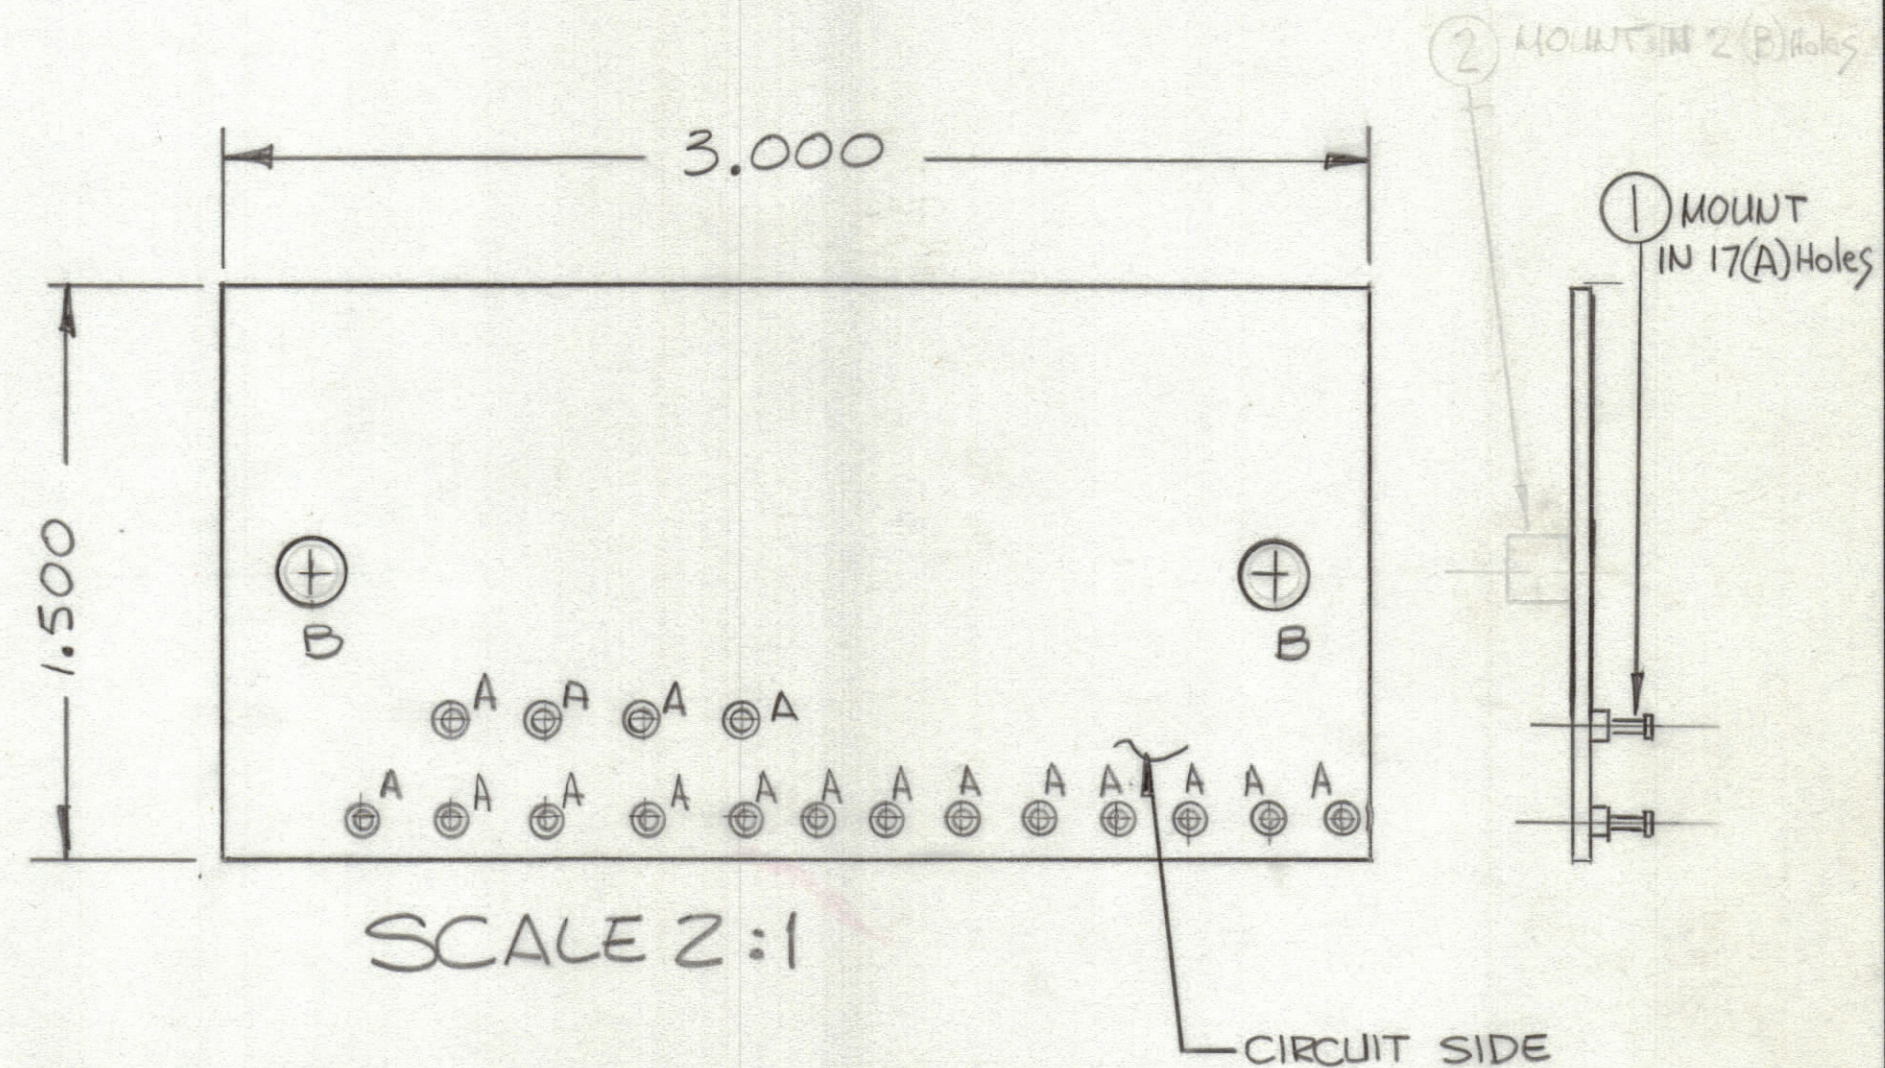 ② MOUNT IN 2(B)Holes
3.000
① MOUNT
IN 17(A)Holes
1.500
B B
A A A A
A A A A A A A A A A A A A
SCALE 2:1
CIRCUIT SIDE